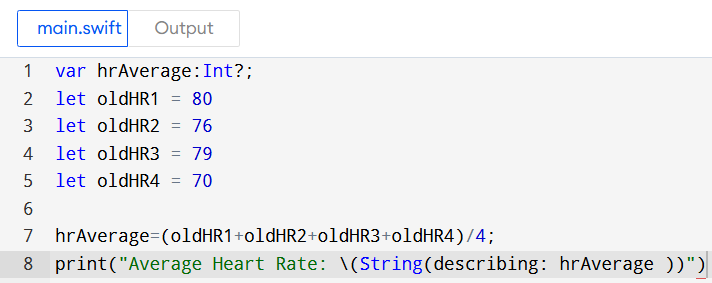 main.swift Output
1 var hrAverage:Int?;
2 let oldHR1 = 80
3 let oldHR2 = 76
4 let oldHR3 = 79
5 let oldHR4 = 70
6
7 hrAverage=(oldHR1+oldHR2+oldHR3+oldHR4)/4;
8 print("Average Heart Rate: \(String(describing: hrAverage ))")